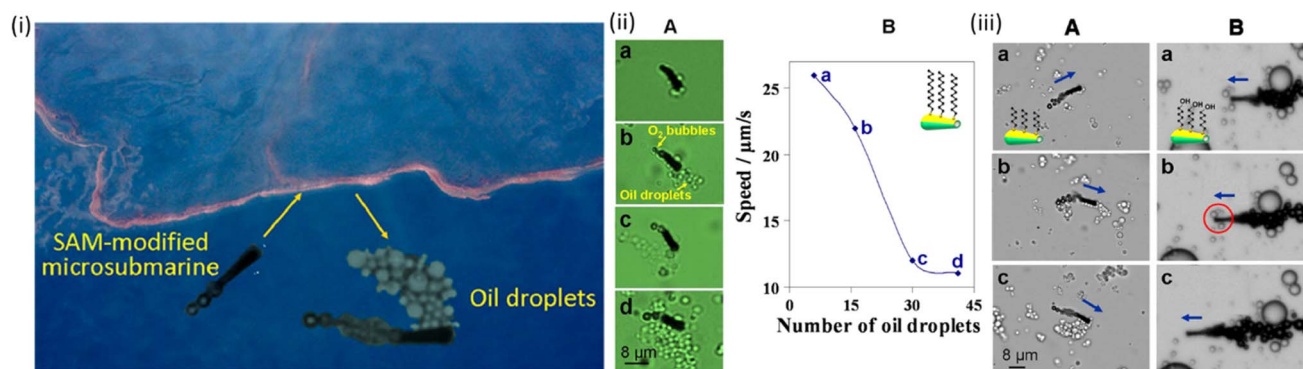 (i)
SAM-modified
microsubmarine
Oil droplets
(ii)
A
a
b
O₂ bubbles
Oil droplets
c
d
8 μm
B
Speed / μm/s
25
20
15
10
0
15
30
45
Number of oil droplets
a
b
c
d
(iii)
A
a
b
c
8 μm
B
a
OH
OH
OH
b
c